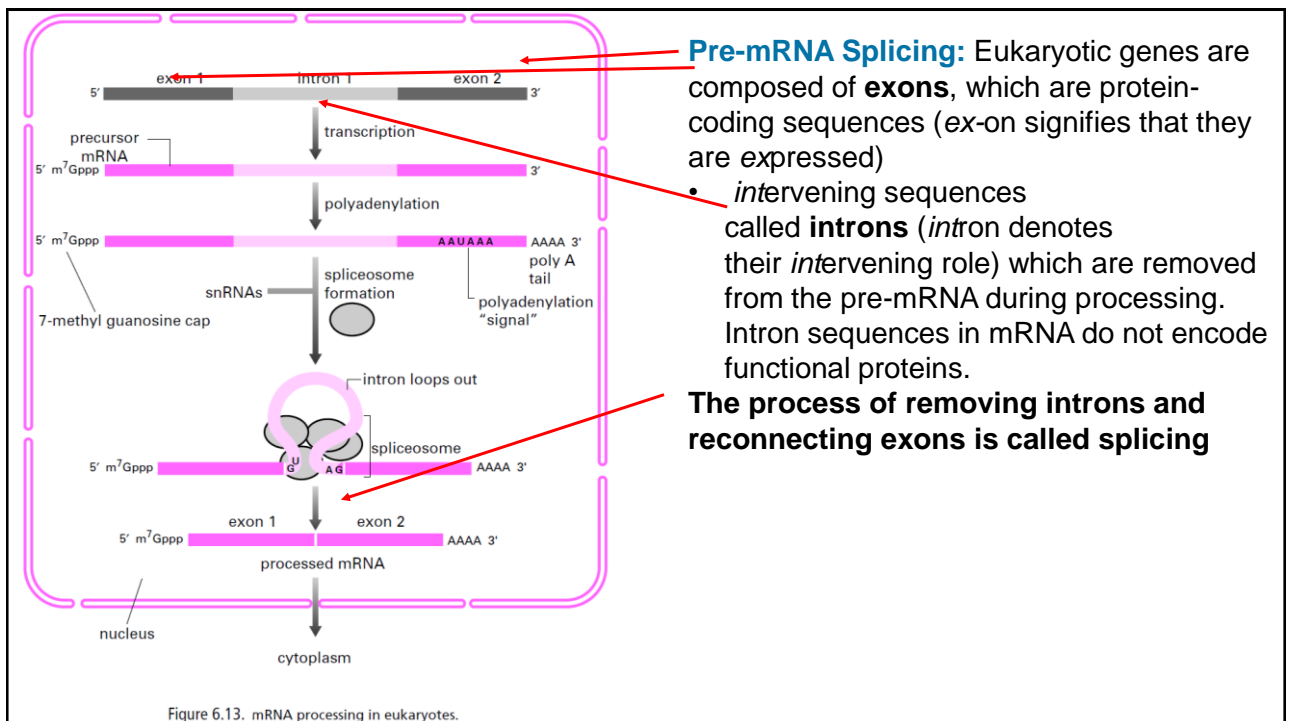 exon 1 intron 1 exon 2
5′ 3′
transcription
precursor
mRNA
5′ m⁷Gppp 3′
polyadenylation
5′ m⁷Gppp AAUAAA AAAA 3′
poly A
tail
snRNAs
spliceosome
formation
polyadenylation
“signal”
7-methyl guanosine cap
intron loops out
spliceosome
5′ m⁷Gppp G U A G AAAA 3′
exon 1 exon 2
5′ m⁷Gppp AAAA 3′
processed mRNA
nucleus
cytoplasm
Figure 6.13. mRNA processing in eukaryotes.
Pre-mRNA Splicing: Eukaryotic genes are
composed of exons, which are protein-
coding sequences (ex-on signifies that they
are expressed)
• intervening sequences
called introns (intron denotes
their intervening role) which are removed
from the pre-mRNA during processing.
Intron sequences in mRNA do not encode
functional proteins.
The process of removing introns and
reconnecting exons is called splicing